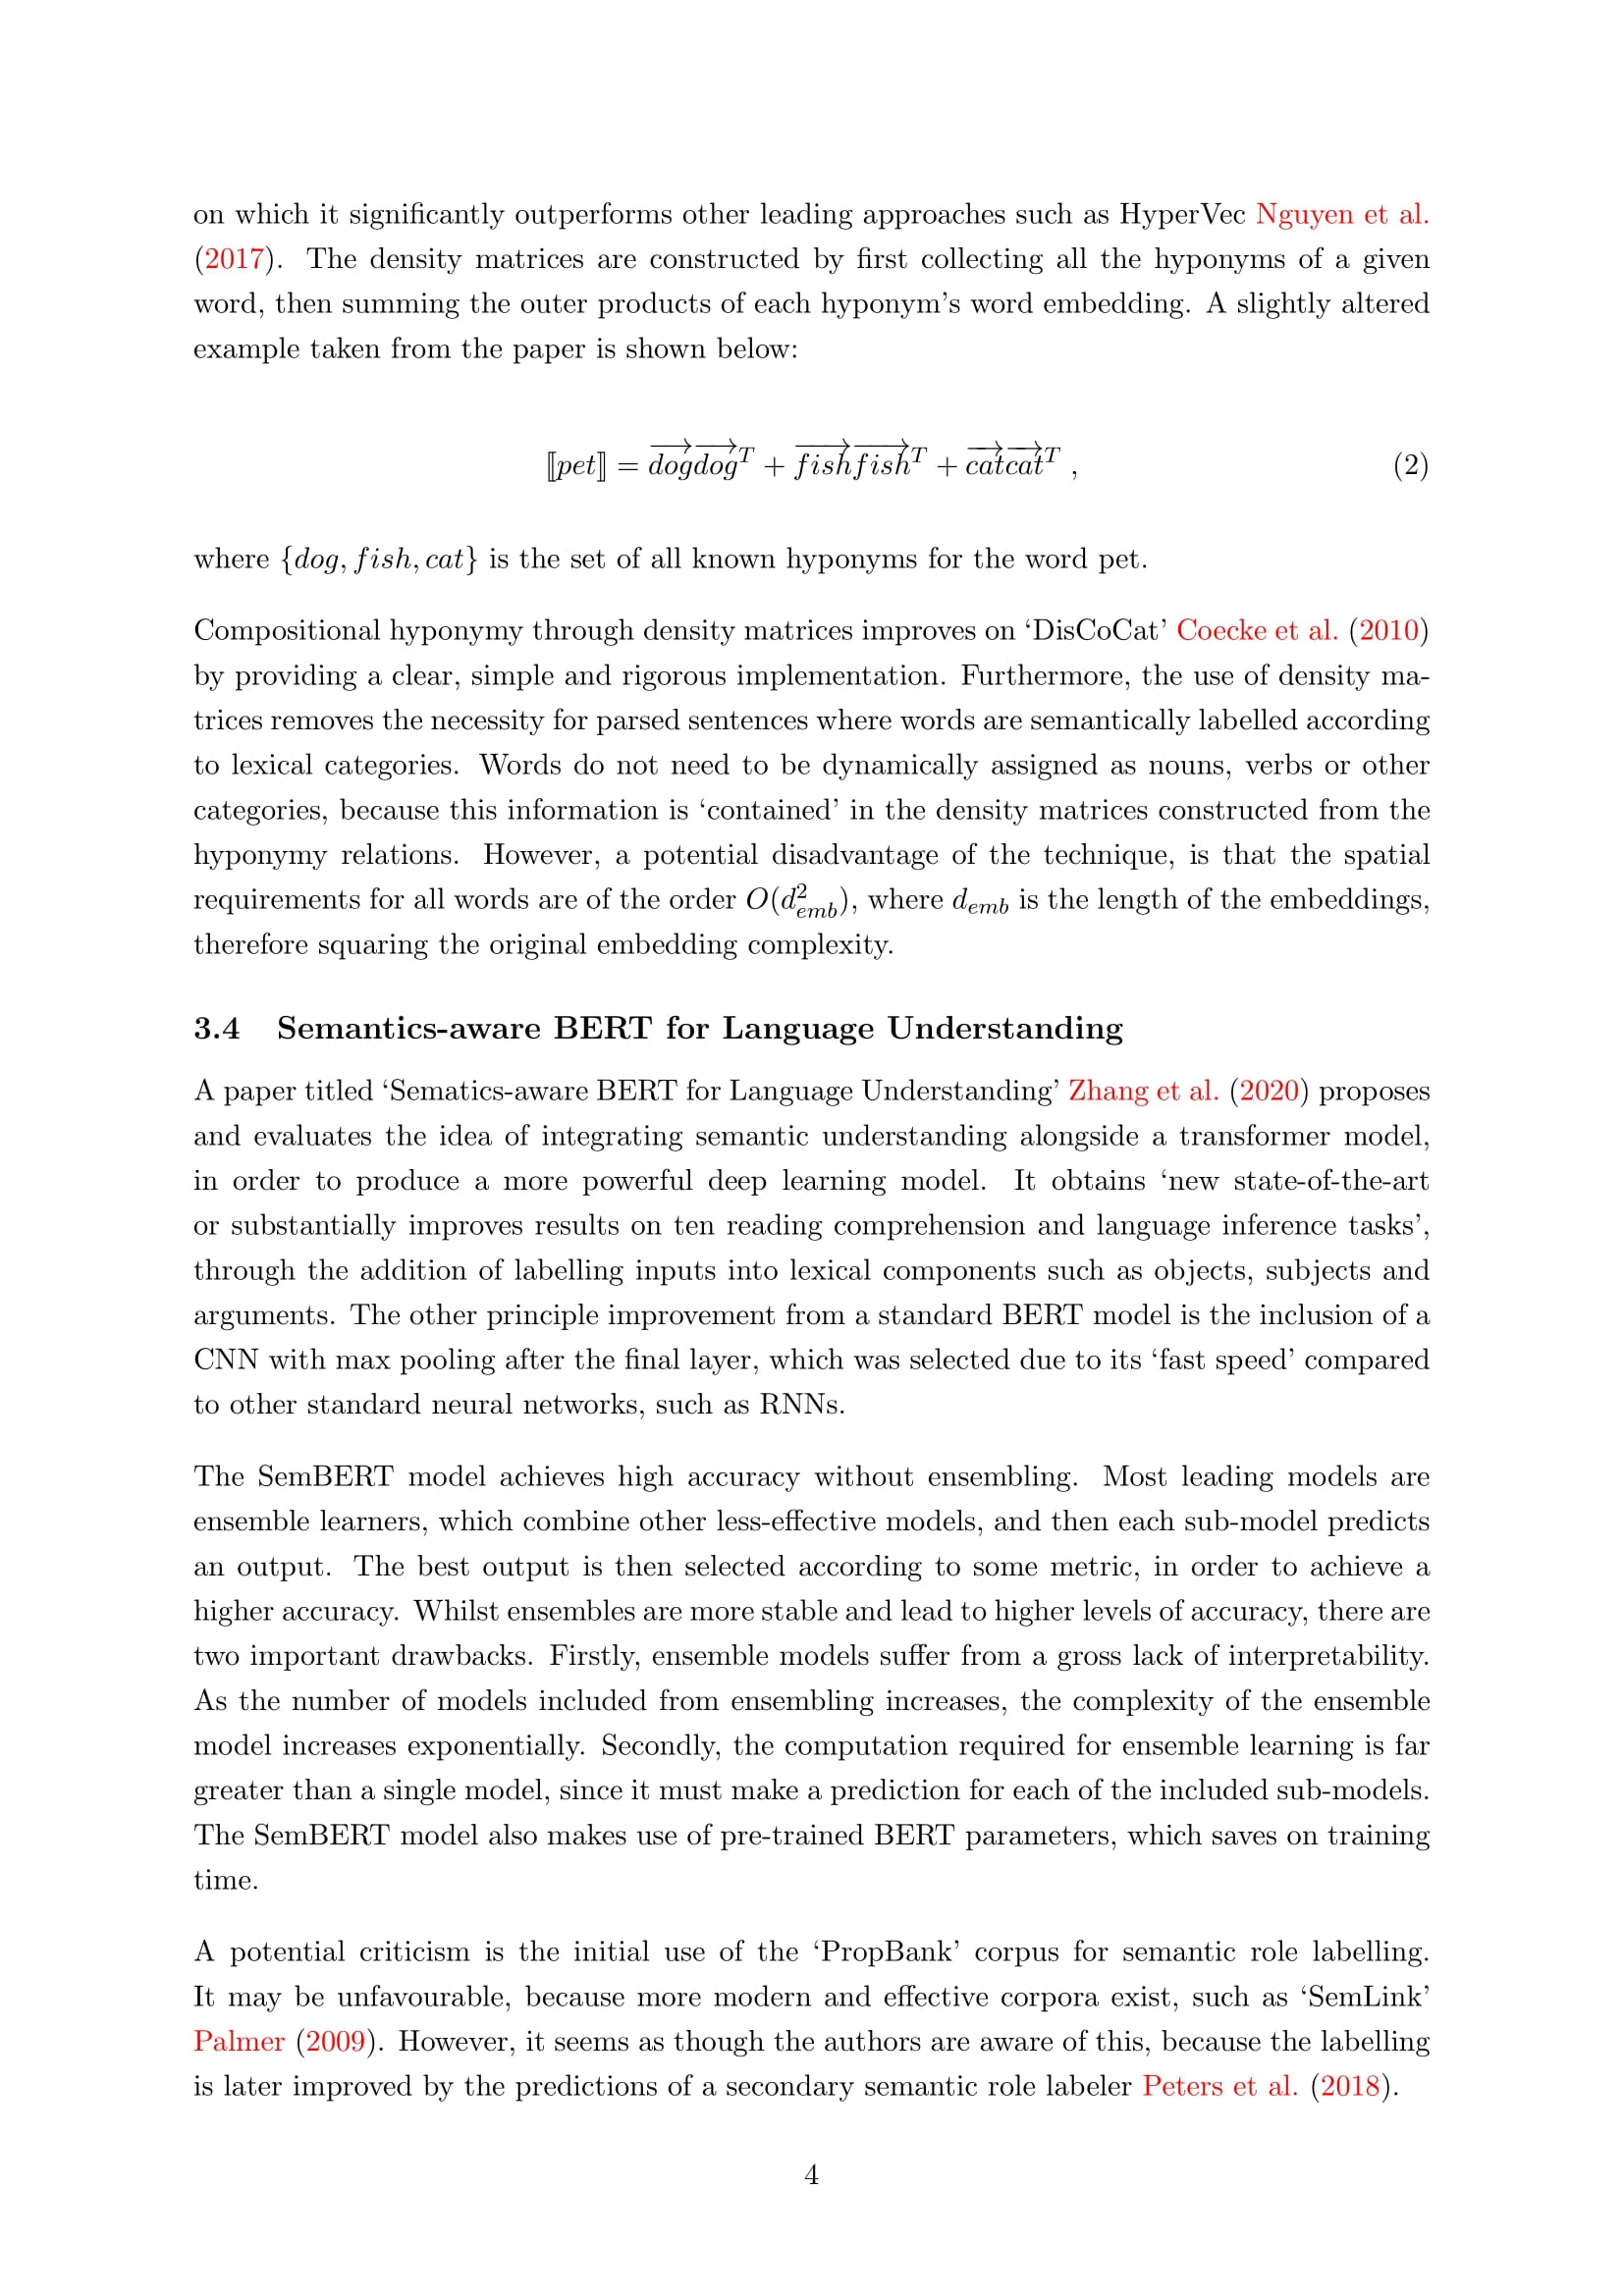 on which it significantly outperforms other leading approaches such as HyperVec Nguyen et al.
(2017). The density matrices are constructed by first collecting all the hyponyms of a given
word, then summing the outer products of each hyponym's word embedding. A slightly altered
example taken from the paper is shown below:
⟦pet⟧ = \overrightarrow{dog}\overrightarrow{dog}^T + \overrightarrow{fish}\overrightarrow{fish}^T + \overrightarrow{cat}\overrightarrow{cat}^T , (2)
where {dog, fish, cat} is the set of all known hyponyms for the word pet.
Compositional hyponymy through density matrices improves on ‘DisCoCat’ Coecke et al. (2010)
by providing a clear, simple and rigorous implementation. Furthermore, the use of density ma-
trices removes the necessity for parsed sentences where words are semantically labelled according
to lexical categories. Words do not need to be dynamically assigned as nouns, verbs or other
categories, because this information is ‘contained’ in the density matrices constructed from the
hyponymy relations. However, a potential disadvantage of the technique, is that the spatial
requirements for all words are of the order O(d_{emb}^2), where d_{emb} is the length of the embeddings,
therefore squaring the original embedding complexity.
3.4 Semantics-aware BERT for Language Understanding
A paper titled ‘Sematics-aware BERT for Language Understanding’ Zhang et al. (2020) proposes
and evaluates the idea of integrating semantic understanding alongside a transformer model,
in order to produce a more powerful deep learning model. It obtains ‘new state-of-the-art
or substantially improves results on ten reading comprehension and language inference tasks’,
through the addition of labelling inputs into lexical components such as objects, subjects and
arguments. The other principle improvement from a standard BERT model is the inclusion of a
CNN with max pooling after the final layer, which was selected due to its ‘fast speed’ compared
to other standard neural networks, such as RNNs.
The SemBERT model achieves high accuracy without ensembling. Most leading models are
ensemble learners, which combine other less-effective models, and then each sub-model predicts
an output. The best output is then selected according to some metric, in order to achieve a
higher accuracy. Whilst ensembles are more stable and lead to higher levels of accuracy, there are
two important drawbacks. Firstly, ensemble models suffer from a gross lack of interpretability.
As the number of models included from ensembling increases, the complexity of the ensemble
model increases exponentially. Secondly, the computation required for ensemble learning is far
greater than a single model, since it must make a prediction for each of the included sub-models.
The SemBERT model also makes use of pre-trained BERT parameters, which saves on training
time.
A potential criticism is the initial use of the ‘PropBank’ corpus for semantic role labelling.
It may be unfavourable, because more modern and effective corpora exist, such as ‘SemLink’
Palmer (2009). However, it seems as though the authors are aware of this, because the labelling
is later improved by the predictions of a secondary semantic role labeler Peters et al. (2018).
4